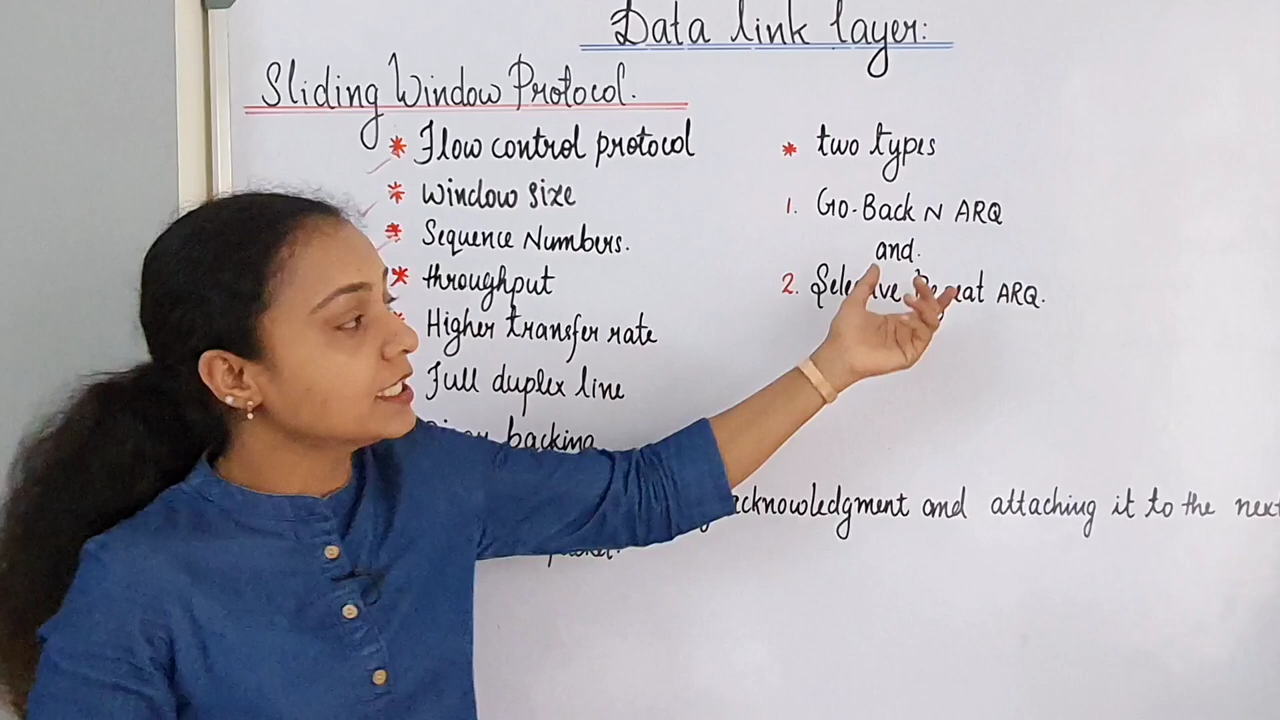 Data link layer:
Sliding Window Protocol.
* Flow control protocol
* Window size
* Sequence Numbers.
* throughput
* Higher transfer rate
Full duplex line
backing
* two types
1. Go-Back N ARQ
and.
2. Selective Repeat ARQ.
acknowledgment and attaching it to the next